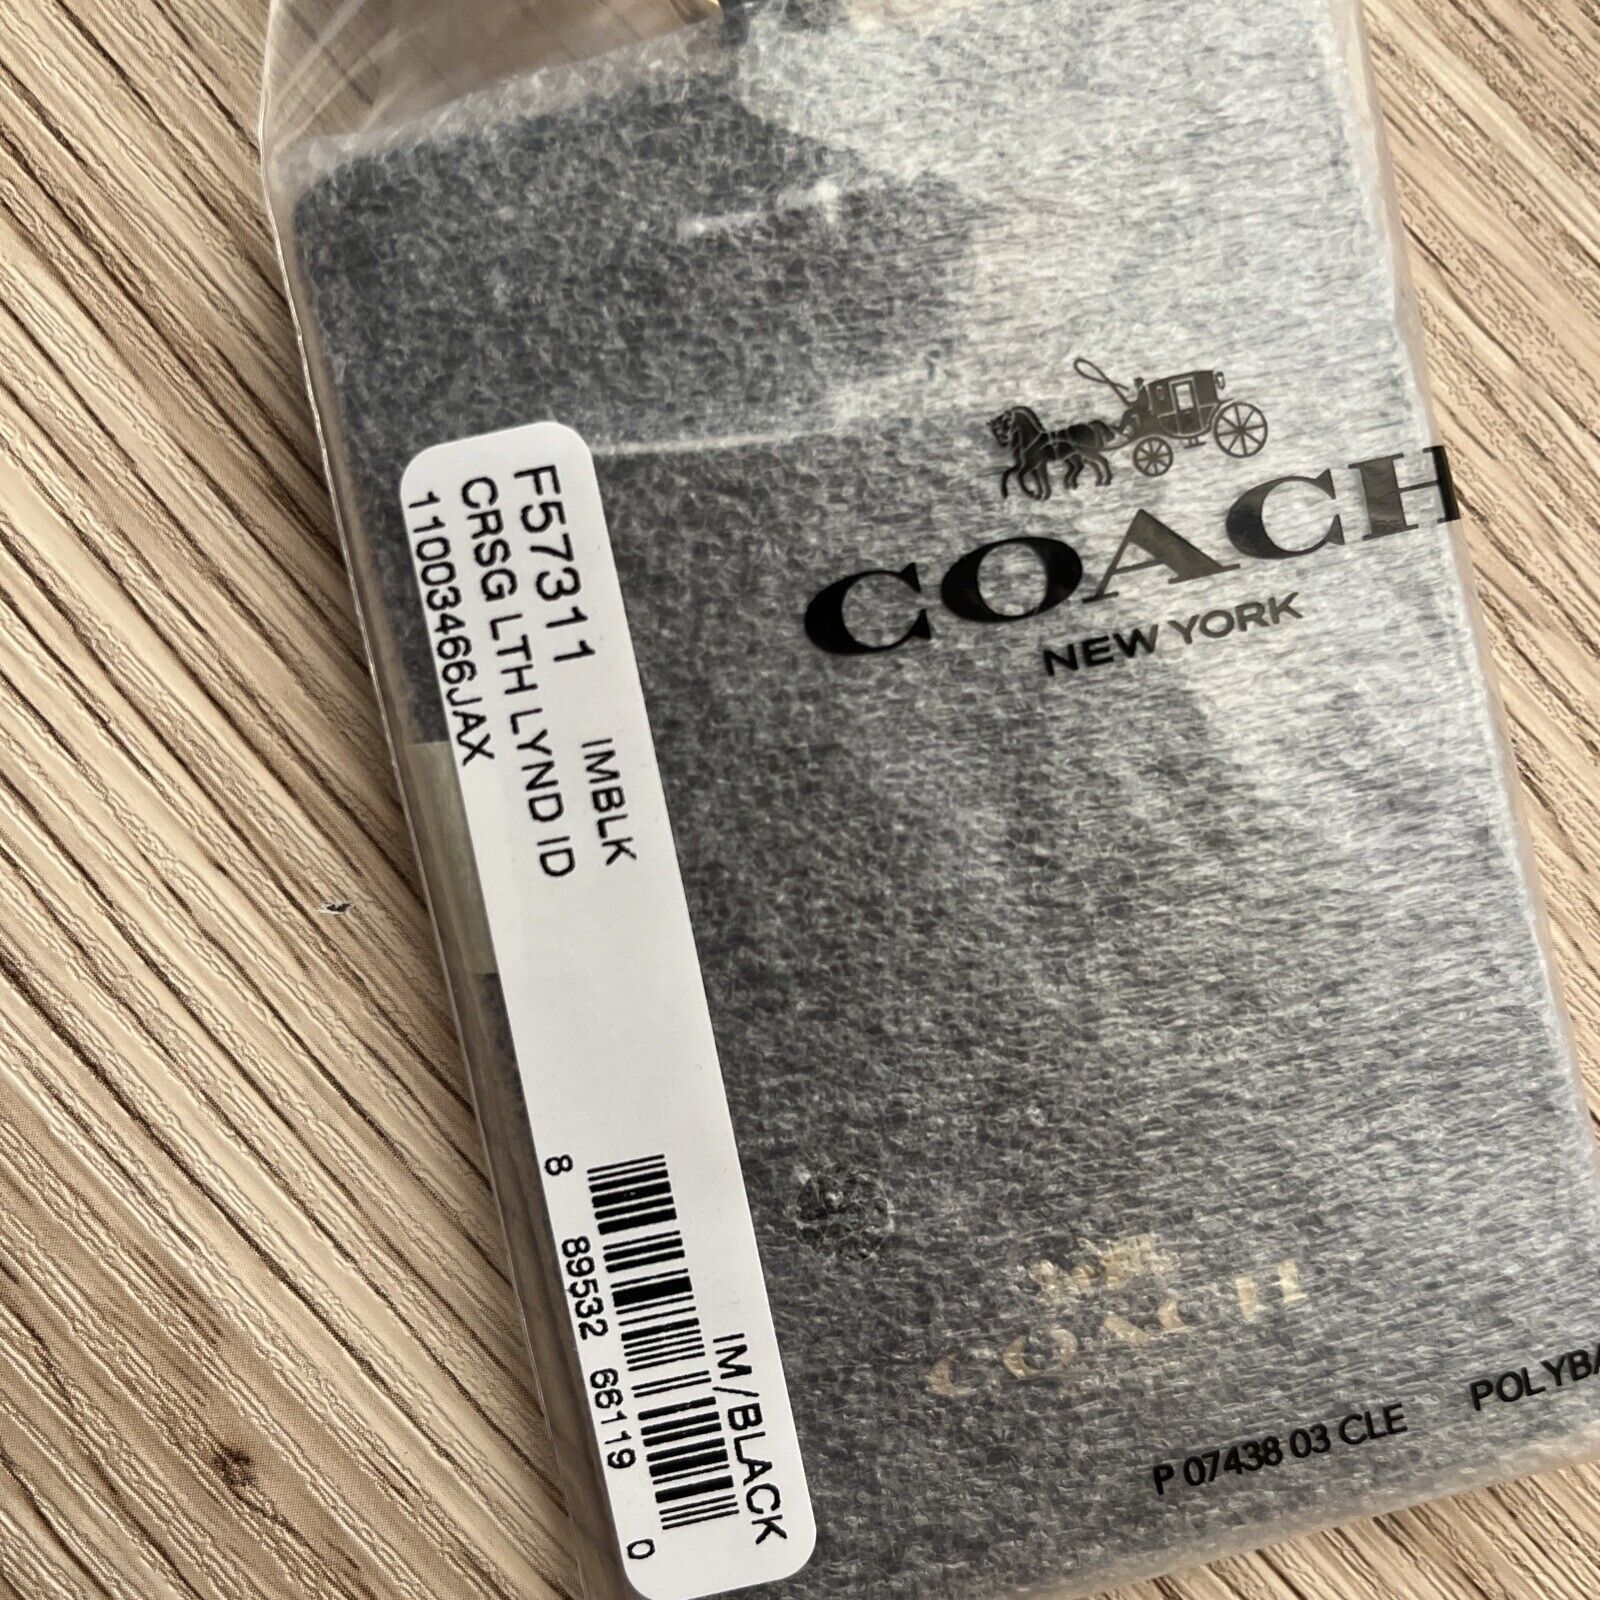 COACH
NEW YORK
F57311 IMBLK
CRSG LTH LYND ID
11003466JAX
IM/BLACK
8 89532 66119 0
COACH
P 07438 03 CLE